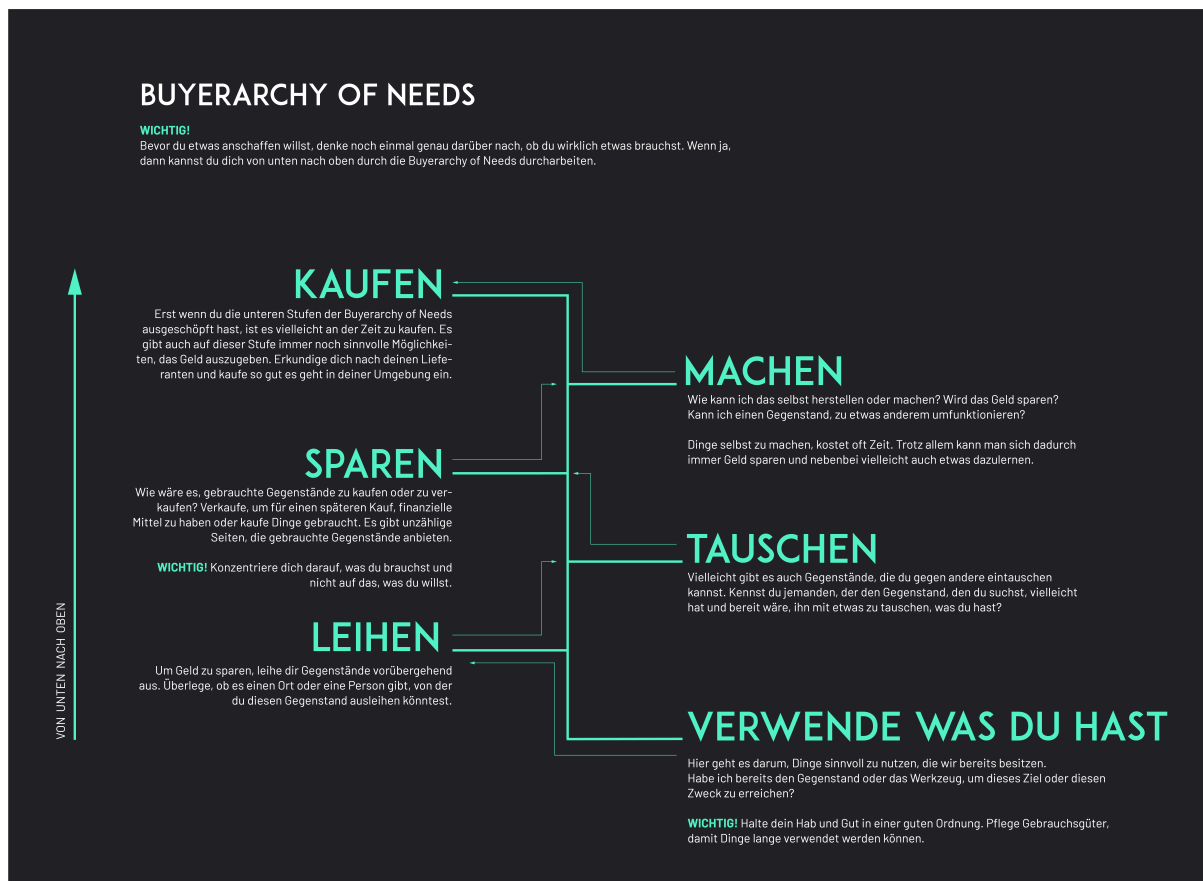 BUYERARCHY OF NEEDS
WICHTIG!
Bevor du etwas anschaffen willst, denke noch einmal genau darüber nach, ob du wirklich etwas brauchst. Wenn ja,
dann kannst du dich von unten nach oben durch die Buyerarchy of Needs durcharbeiten.
KAUFEN
Erst wenn du die unteren Stufen der Buyerarchy of Needs
ausgeschöpft hast, ist es vielleicht an der Zeit zu kaufen. Es
gibt auch auf dieser Stufe immer noch sinnvolle Möglichkei-
ten, das Geld auszugeben. Erkundige dich nach deinen Liefe-
ranten und kaufe so gut es geht in deiner Umgebung ein.
MACHEN
Wie kann ich das selbst herstellen oder machen? Wird das Geld sparen?
Kann ich einen Gegenstand, zu etwas anderem umfunktionieren?
Dinge selbst zu machen, kostet oft Zeit. Trotz allem kann man sich dadurch
immer Geld sparen und nebenbei vielleicht auch etwas dazulernen.
SPAREN
Wie wäre es, gebrauchte Gegenstände zu kaufen oder zu ver-
kaufen? Verkaufe, um für einen späteren Kauf, finanzielle
Mittel zu haben oder kaufe Dinge gebraucht. Es gibt unzählige
Seiten, die gebrauchte Gegenstände anbieten.
WICHTIG! Konzentriere dich darauf, was du brauchst und
nicht auf das, was du willst.
TAUSCHEN
Vielleicht gibt es auch Gegenstände, die du gegen andere eintauschen
kannst. Kennst du jemanden, der den Gegenstand, den du suchst, vielleicht
hat und bereit wäre, ihn mit etwas zu tauschen, was du hast?
LEIHEN
Um Geld zu sparen, leihe dir Gegenstände vorübergehend
aus. Überlege, ob es einen Ort oder eine Person gibt, von der
du diesen Gegenstand ausleihen könntest.
VERWENDE WAS DU HAST
Hier geht es darum, Dinge sinnvoll zu nutzen, die wir bereits besitzen.
Habe ich bereits den Gegenstand oder das Werkzeug, um dieses Ziel oder diesen
Zweck zu erreichen?
WICHTIG! Halte dein Hab und Gut in einer guten Ordnung. Pflege Gebrauchsgüter,
damit Dinge lange verwendet werden können.
VON UNTEN NACH OBEN